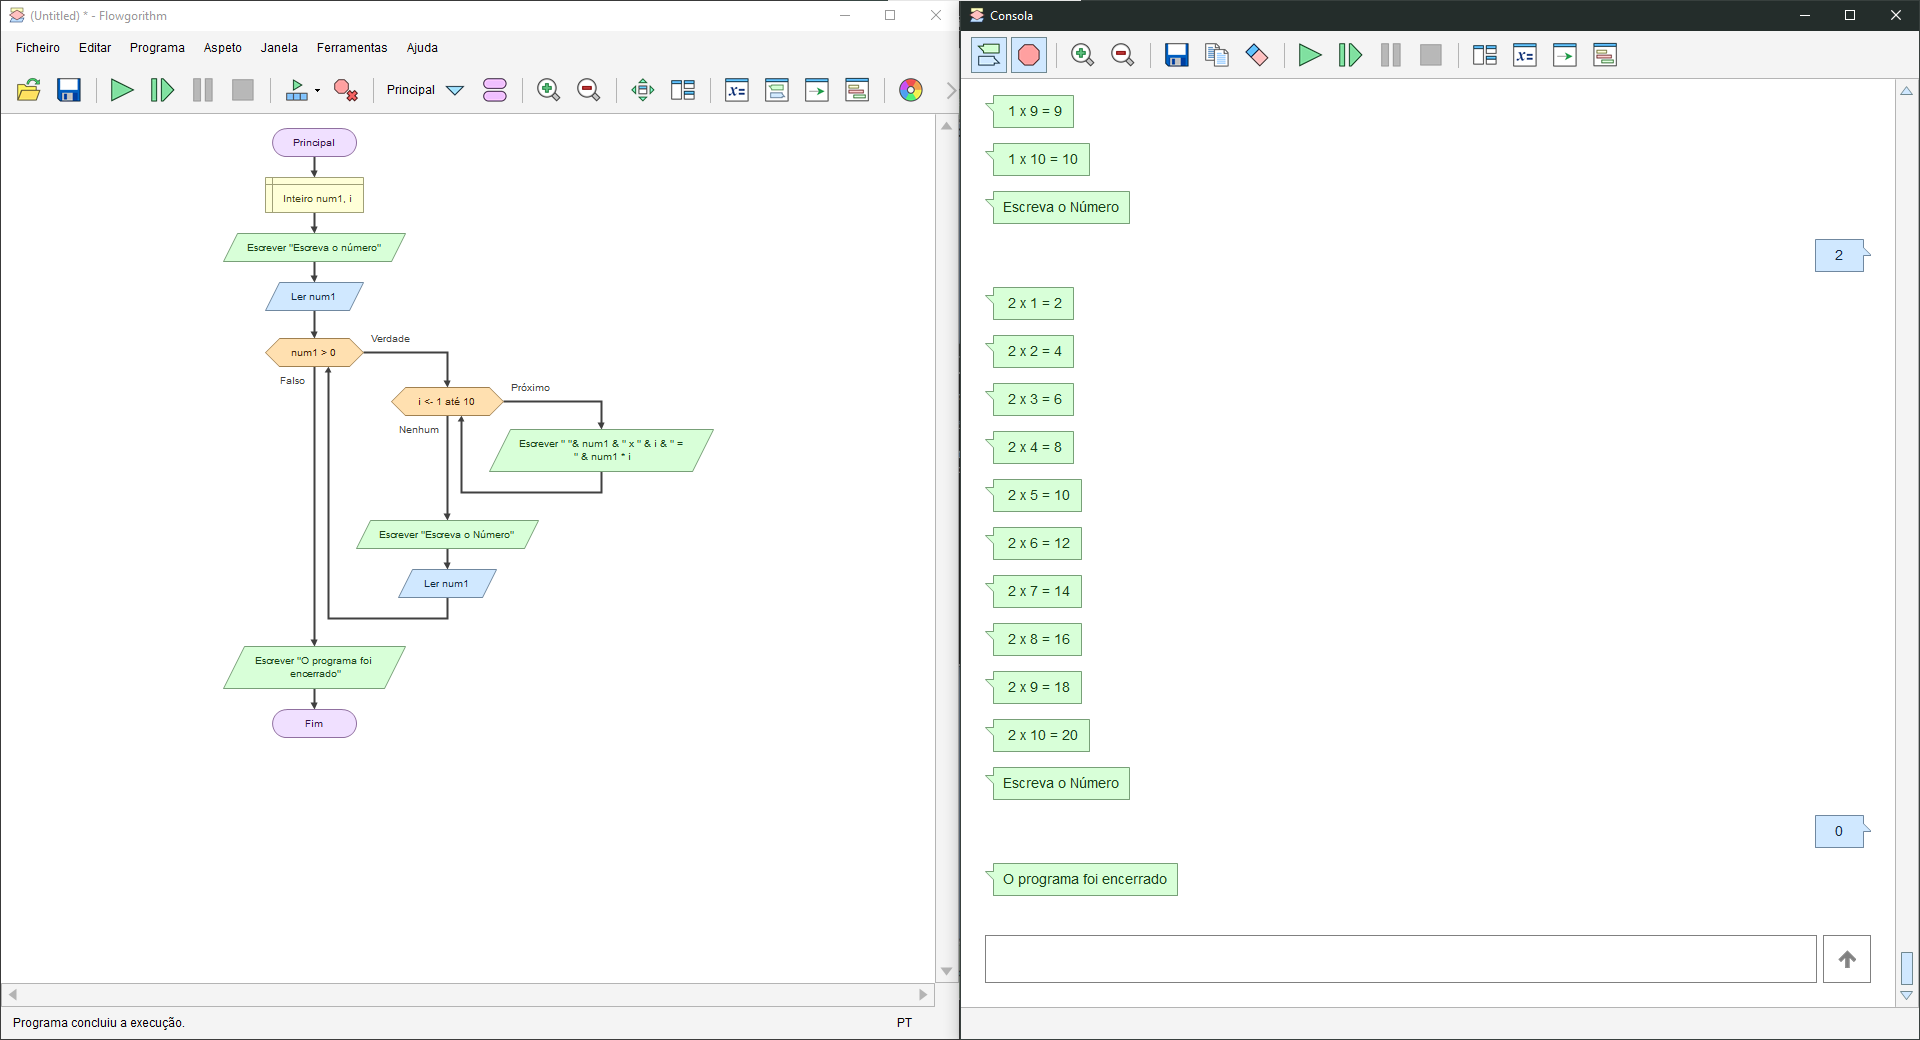 (Untitled) * - Flowgorithm
Ficheiro Editar Programa Aspeto Janela Ferramentas Ajuda
Principal
x=
Principal
Inteiro num1, i
Escrever "Escreva o número"
Ler num1
num1 > 0
Verdade
Falso
i <- 1 até 10
Próximo
Nenhum
Escrever " "& num1 & " x " & i & " =
" & num1 * i
Escrever "Escreva o Número"
Ler num1
Escrever "O programa foi
encerrado"
Fim
Programa concluiu a execução.
PT
Consola
x=
1 x 9 = 9
1 x 10 = 10
Escreva o Número
2
2 x 1 = 2
2 x 2 = 4
2 x 3 = 6
2 x 4 = 8
2 x 5 = 10
2 x 6 = 12
2 x 7 = 14
2 x 8 = 16
2 x 9 = 18
2 x 10 = 20
Escreva o Número
0
O programa foi encerrado